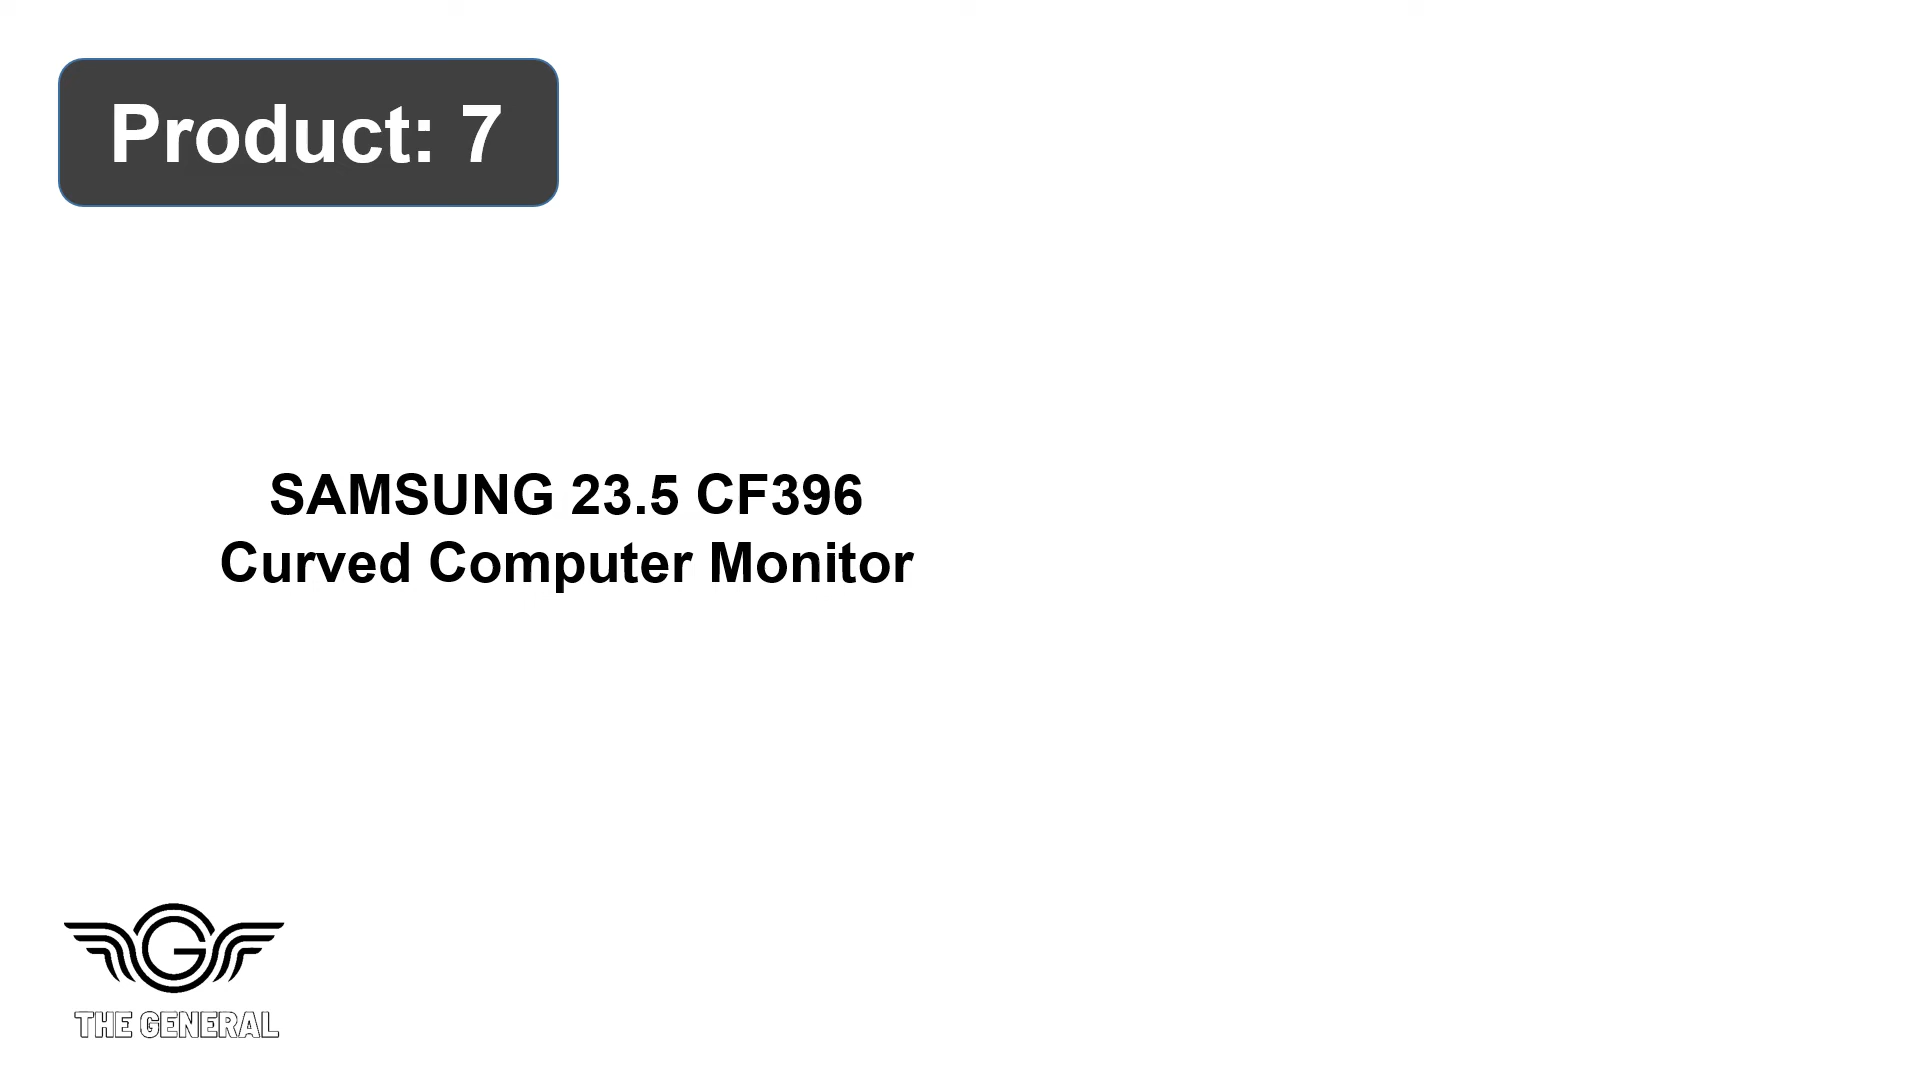 Product: 7
SAMSUNG 23.5 CF396
Curved Computer Monitor
G
THE GENERAL